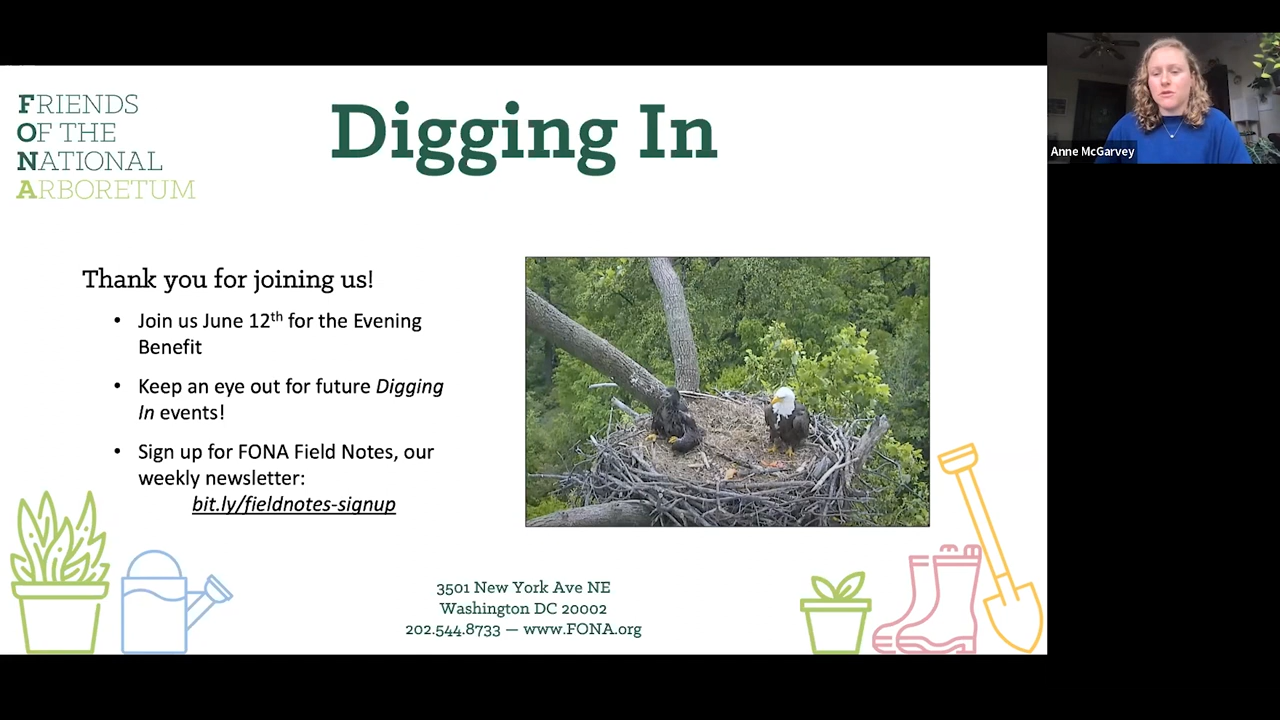 FRIENDS
OF THE
NATIONAL
ARBORETUM
Digging In
Anne McGarvey
Thank you for joining us!
• Join us June 12th for the Evening
Benefit
• Keep an eye out for future Digging
In events!
• Sign up for FONA Field Notes, our
weekly newsletter:
bit.ly/fieldnotes-signup
3501 New York Ave NE
Washington DC 20002
202.544.8733 — www.FONA.org